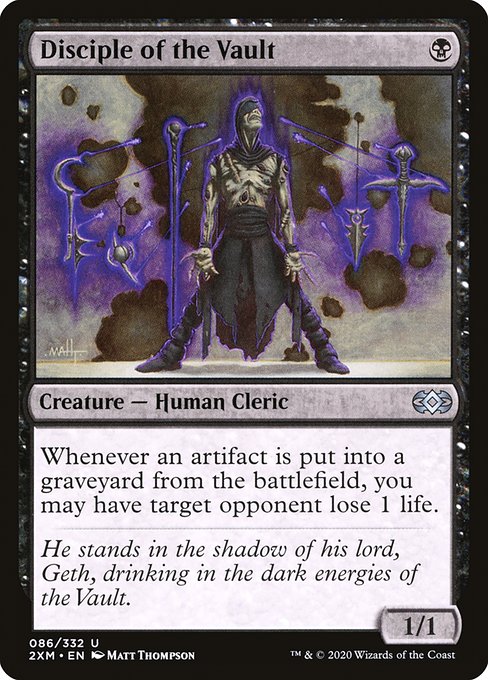 Disciple of the Vault
MATT
Creature — Human Cleric
Whenever an artifact is put into a
graveyard from the battlefield, you
may have target opponent lose 1 life.
He stands in the shadow of his lord,
Geth, drinking in the dark energies of
the Vault.
1/1
086/332 U
2XM • EN Matt Thompson
™ & © 2020 Wizards of the Coast